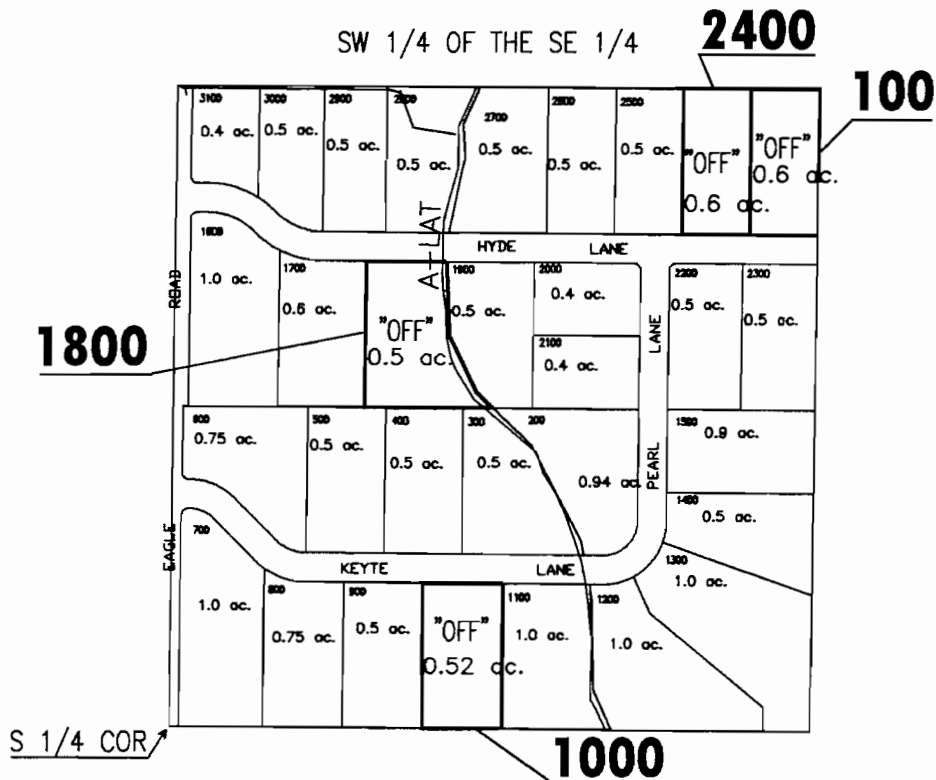 SW 1/4 OF THE SE 1/4
2400
100
3100 3000 2900 2700 2600 2500
0.4 ac. 0.5 ac. 0.5 ac. 0.5 ac. 0.5 ac. 0.5 ac. 0.5 ac.
"OFF" 0.6 ac.
"OFF" 0.6 ac.
A-LAT
HYDE LANE
1600 1700 1900 2000 2200 2300
1.0 ac. 0.6 ac. 0.5 ac. 0.4 ac. 0.5 ac. 0.5 ac.
ROAD
1800
"OFF"
0.5 ac.
2100
0.4 ac.
LANE
600 500 400 300 200 1500
0.75 ac. 0.5 ac. 0.5 ac. 0.5 ac. 0.94 ac. 0.9 ac.
PEARL
1400
0.5 ac.
EAGLE
700
KEYTE LANE
1300
1.0 ac.
800 900 1100 1200
1.0 ac. 0.75 ac. 0.5 ac. 1.0 ac. 1.0 ac.
"OFF"
0.52 ac.
S 1/4 COR
1000